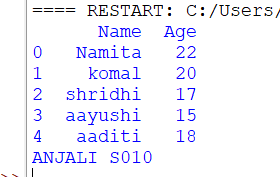 ==== RESTART: C:/Users/
Name Age
0 Namita 22
1 komal 20
2 shridhi 17
3 aayushi 15
4 aaditi 18
ANJALI S010
>>